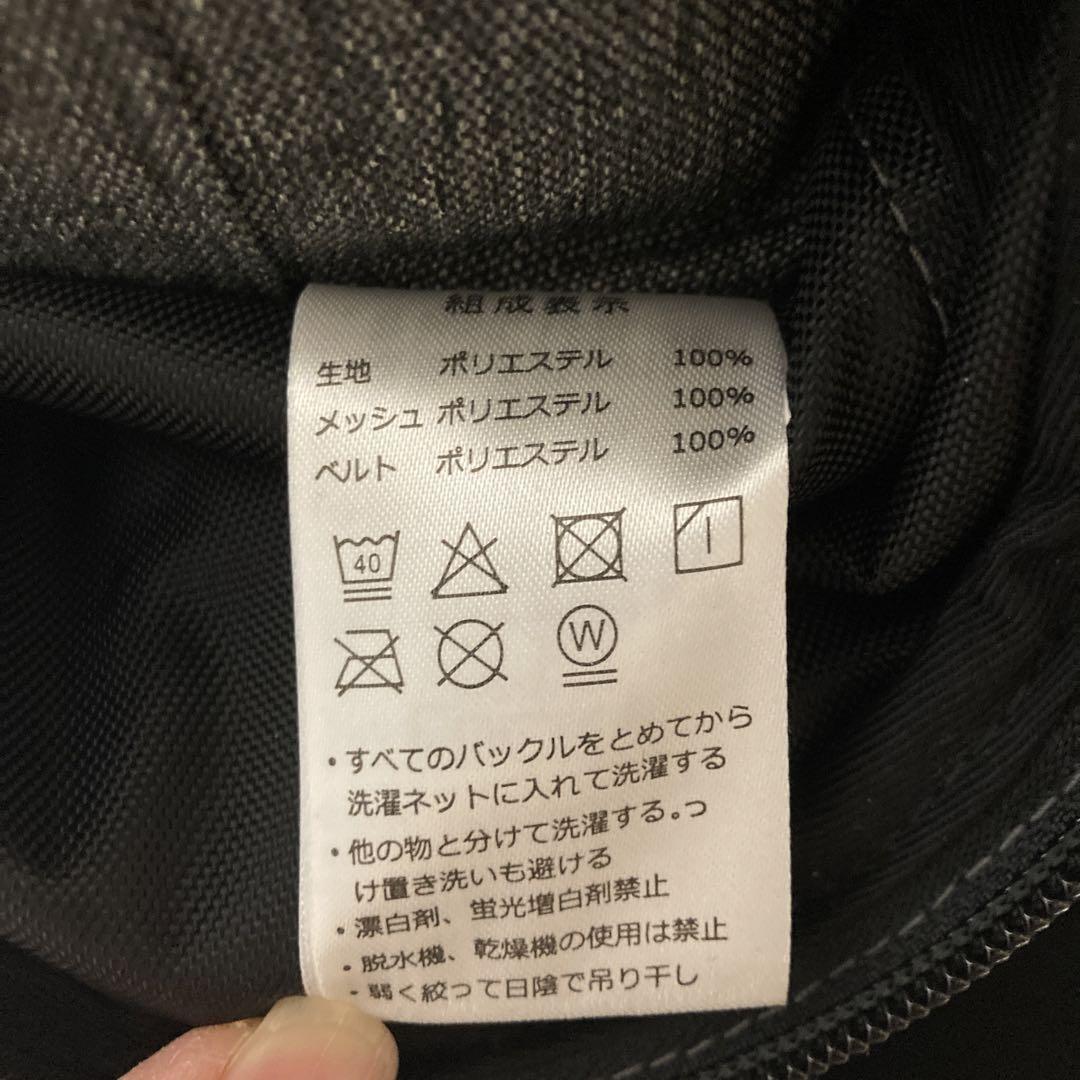 組成表示
生地 ポリエステル 100%
メッシュ ポリエステル 100%
ベルト ポリエステル 100%
40
W
・すべてのバックルをとめてから
洗濯ネットに入れて洗濯する
・他の物と分けて洗濯する。っ
け置き洗いも避ける
・漂白剤、蛍光増白剤禁止
・脱水機、乾燥機の使用は禁止
・弱く絞って日陰で吊り干し